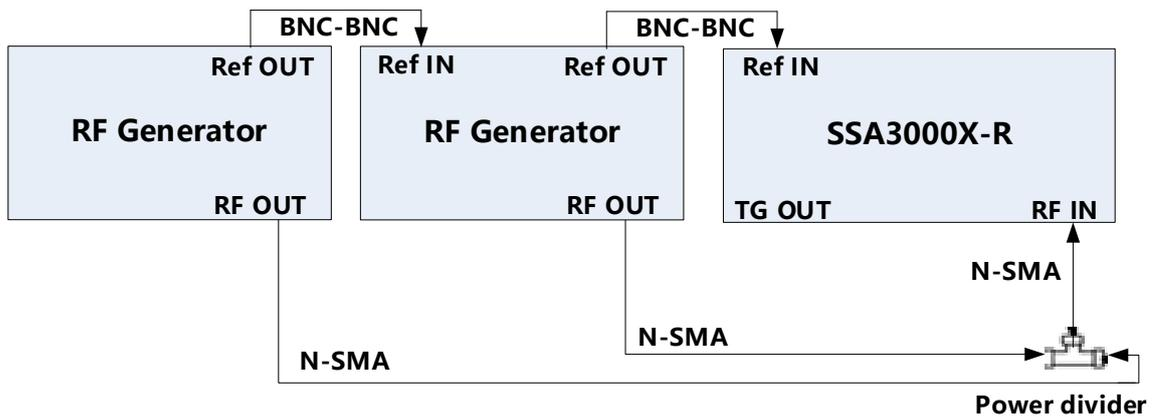 BNC-BNC
BNC-BNC
Ref OUT
Ref IN
Ref OUT
Ref IN
RF Generator
RF Generator
SSA3000X-R
RF OUT
RF OUT
TG OUT
RF IN
N-SMA
N-SMA
N-SMA
Power divider